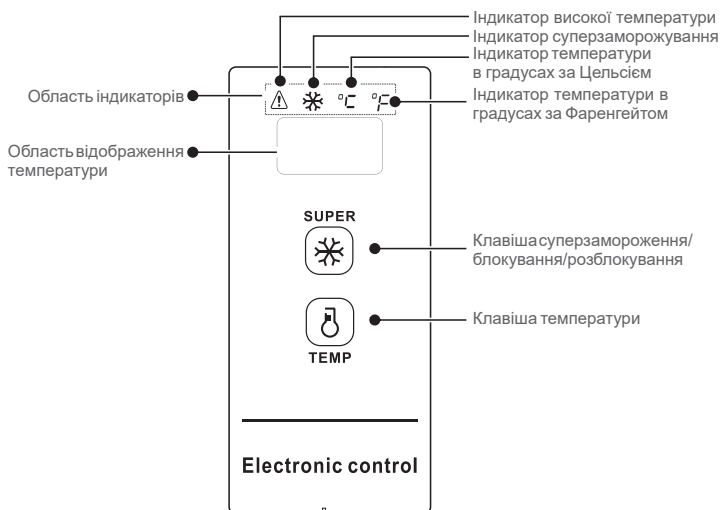 Індикатор високої температури
Індикатор суперзаморожування
Індикатор температури
в градусах за Цельсієм
Індикатор температури в
градусах за Фаренгейтом
Область індикаторів
°C °F
Область відображення
температури
SUPER
Клавіша суперзамороження/
блокування/розблокування
Клавіша температури
TEMP
Electronic control